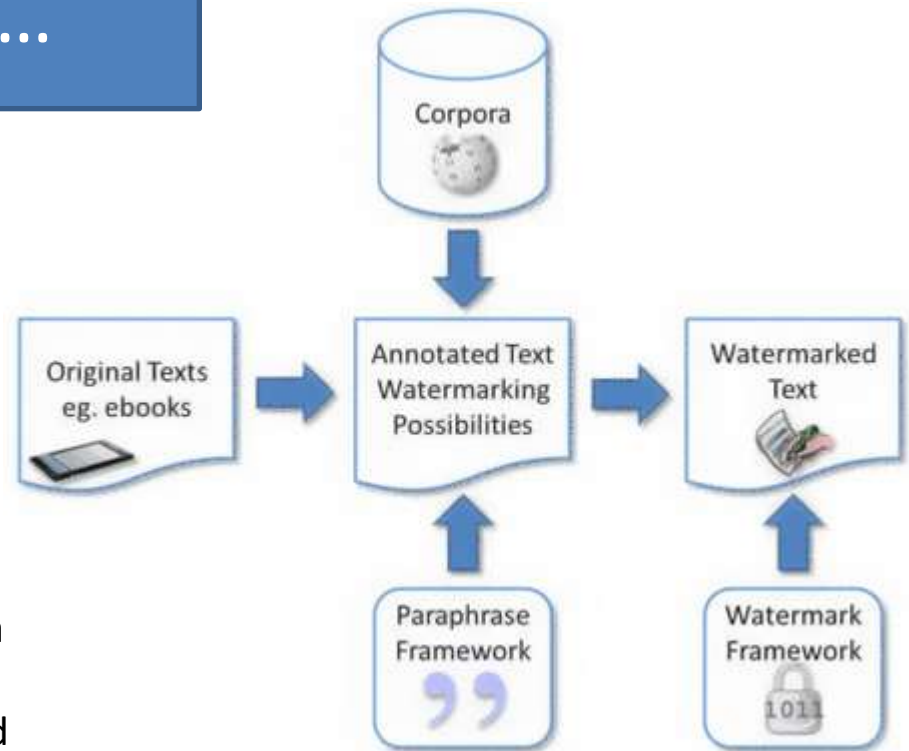 ...
Corpora
Original Texts
eg. ebooks
Annotated Text
Watermarking
Possibilities
Watermarked
Text
Paraphrase
Framework
Watermark
Framework
1011